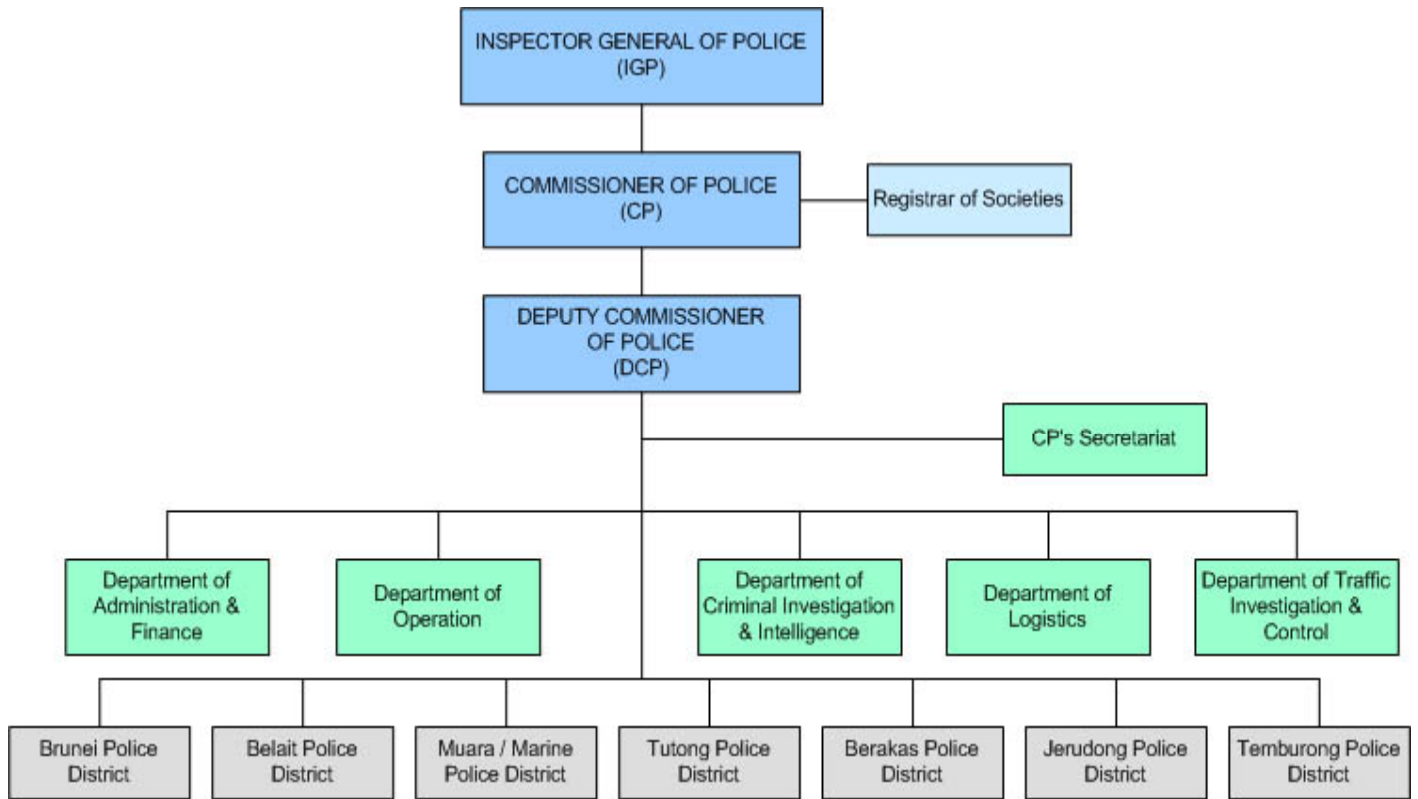 INSPECTOR GENERAL OF POLICE
(IGP)
COMMISSIONER OF POLICE
(CP)
Registrar of Societies
DEPUTY COMMISSIONER
OF POLICE
(DCP)
CP's Secretariat
Department of
Administration &
Finance
Department of
Operation
Department of
Criminal Investigation
& Intelligence
Department of
Logistics
Department of Traffic
Investigation &
Control
Brunei Police
District
Belait Police
District
Muara / Marine
Police District
Tutong Police
District
Berakas Police
District
Jerudong Police
District
Temburong Police
District